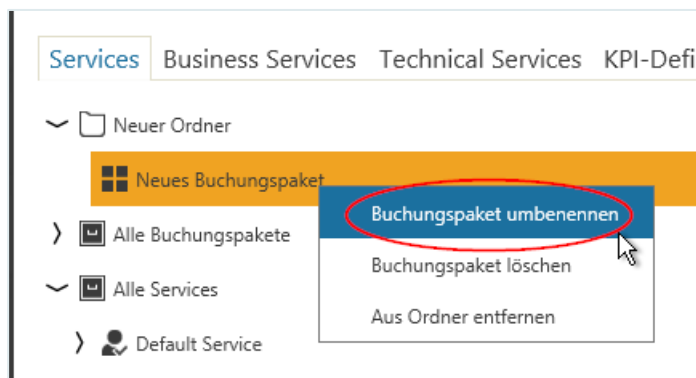 Services Business Services Technical Services KPI-Defi
Neuer Ordner
Neues Buchungspaket
Buchungspaket umbenennen
Alle Buchungspakete
Buchungspaket löschen
Alle Services
Aus Ordner entfernen
Default Service